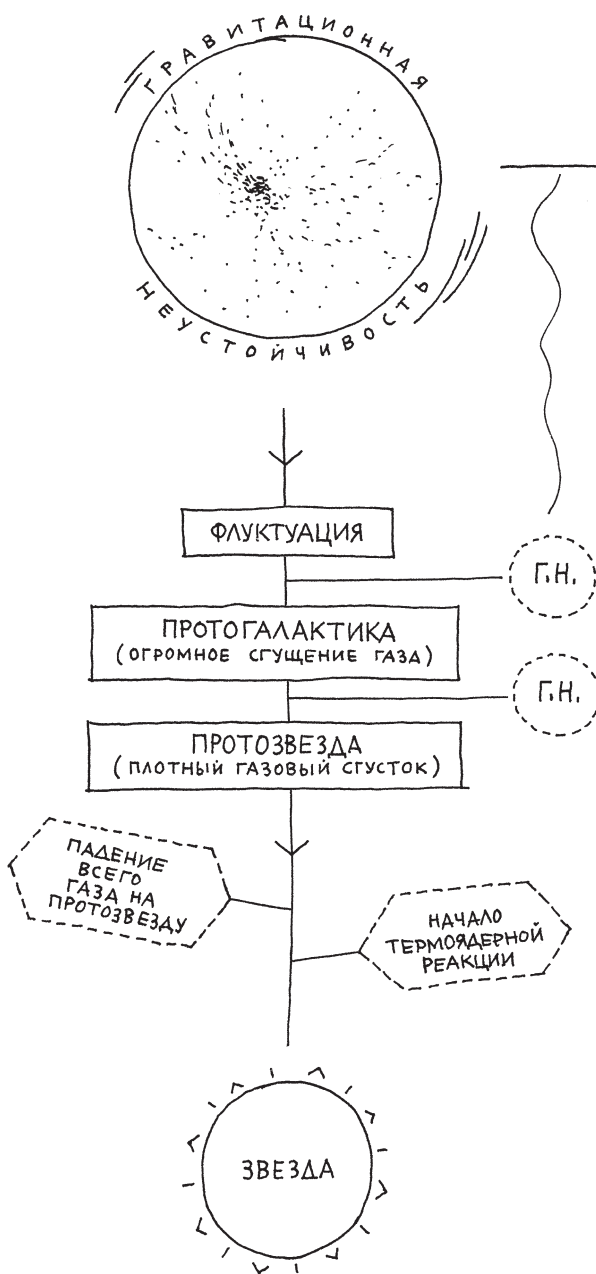 ГРАВИТАЦИОННАЯ
НЕУСТОЙЧИВОСТЬ
ФЛУКТУАЦИЯ
Г.Н.
ПРОТОГАЛАКТИКА
(ОГРОМНОЕ СГУЩЕНИЕ ГАЗА)
Г.Н.
ПРОТОЗВЕЗДА
(ПЛОТНЫЙ ГАЗОВЫЙ СГУСТОК)
ПАДЕНИЕ
ВСЕГО
ГАЗА НА
ПРОТОЗВЕЗДУ
НАЧАЛО
ТЕРМОЯДЕРНОЙ
РЕАКЦИИ
ЗВЕЗДА